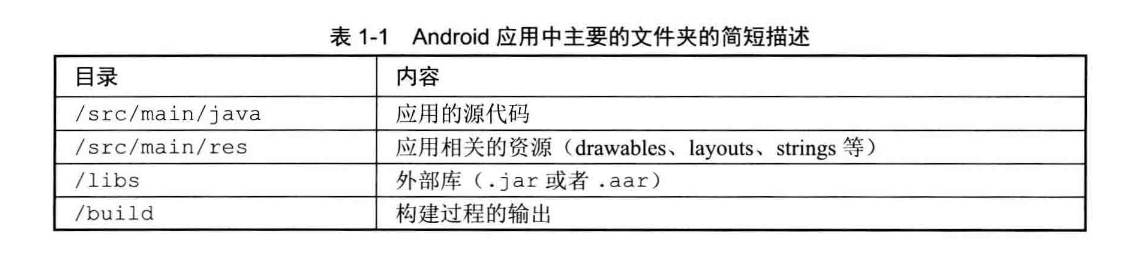 表 1-1 Android 应用中主要的文件夹的简短描述
目录 内容
/src/main/java 应用的源代码
/src/main/res 应用相关的资源（drawables、layouts、strings 等）
/libs 外部库（.jar 或者 .aar）
/build 构建过程的输出